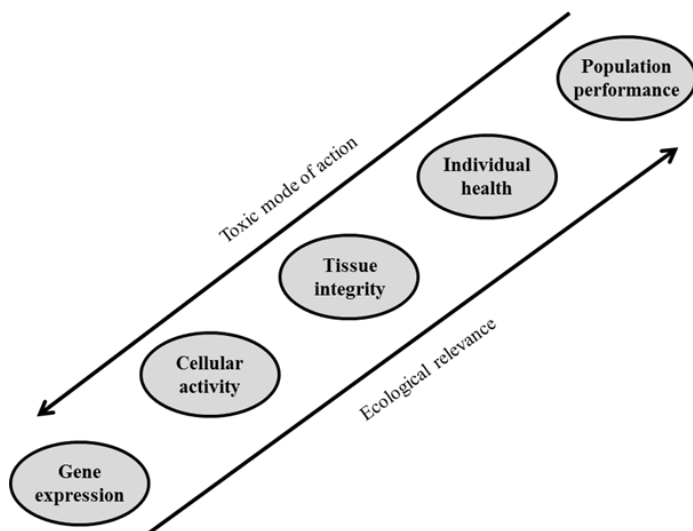 Population
performance
Individual
health
Toxic mode of action
Tissue
integrity
Ecological relevance
Cellular
activity
Gene
expression